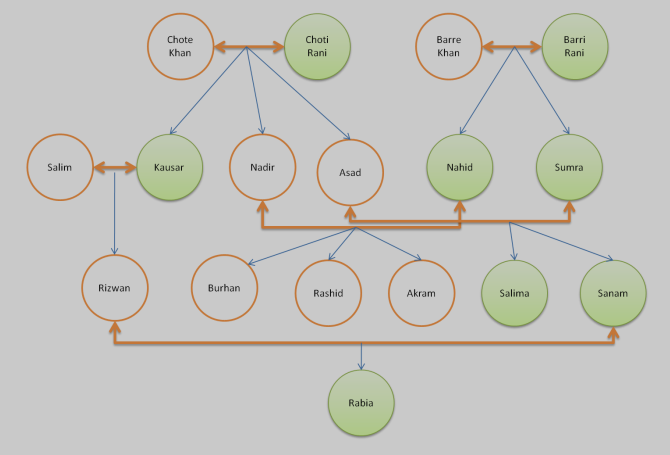 Chote
Khan
Choti
Rani
Barre
Khan
Barri
Rani
Salim
Kausar
Nadir
Asad
Nahid
Sumra
Rizwan
Burhan
Rashid
Akram
Salima
Sanam
Rabia